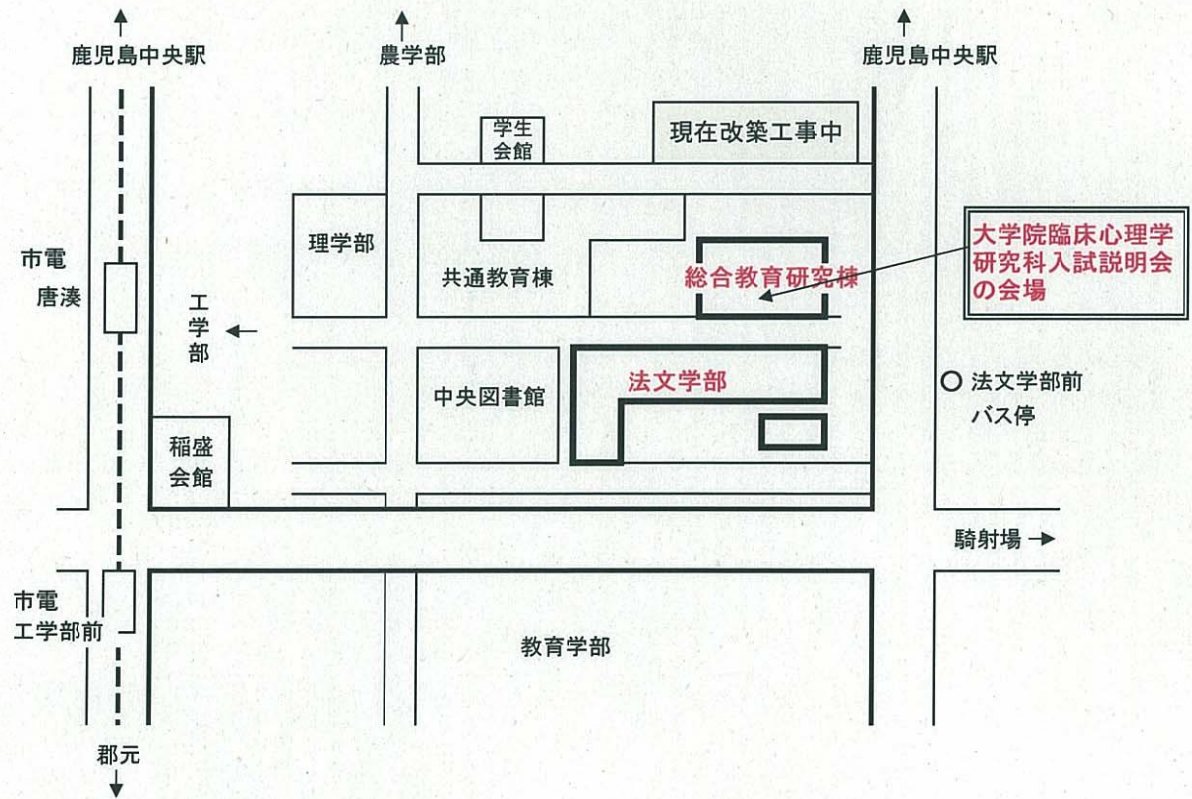 鹿児島中央駅
農学部
鹿児島中央駅
学生
会館
現在改築工事中
理学部
共通教育棟
総合教育研究棟
大学院臨床心理学
研究科入試説明会
の会場
市電
唐湊
工
学
部
中央図書館
法文学部
法文学部前
バス停
稲盛
会館
騎射場
市電
工学部前
教育学部
郡元